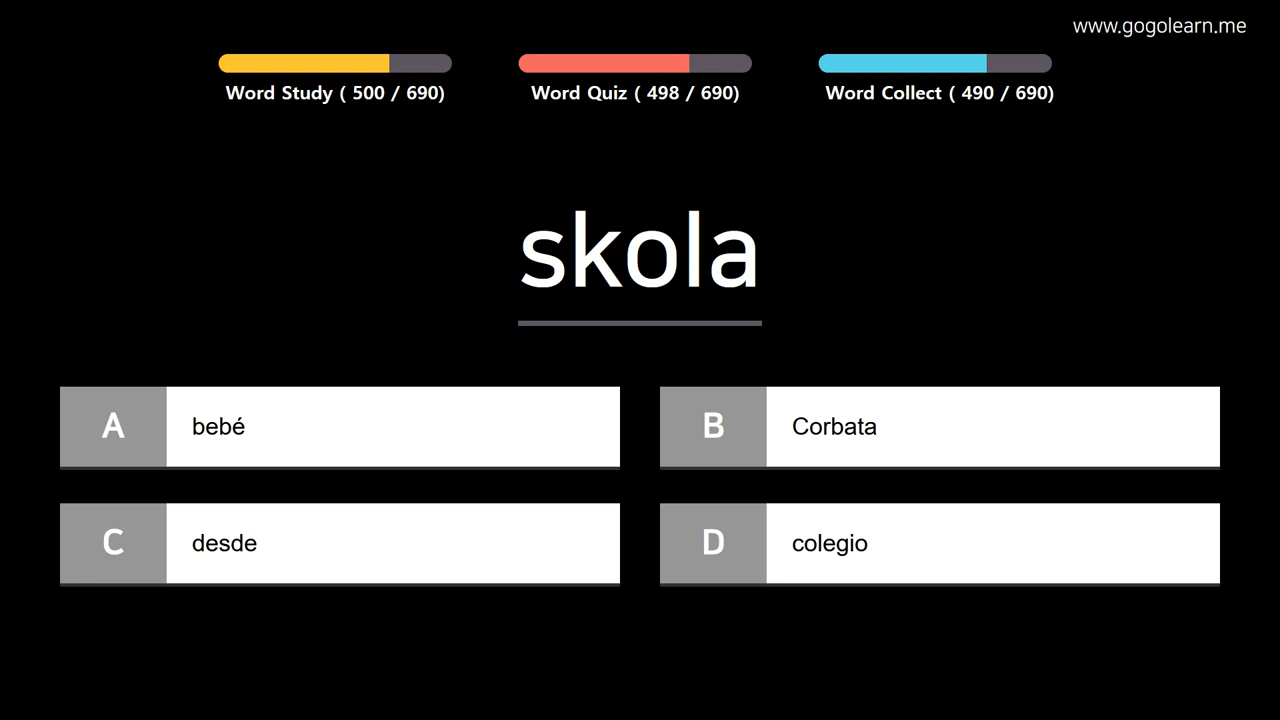 www.gogolearn.me
Word Study ( 500 / 690)
Word Quiz ( 498 / 690)
Word Collect ( 490 / 690)
skola
A bebé
B Corbata
C desde
D colegio